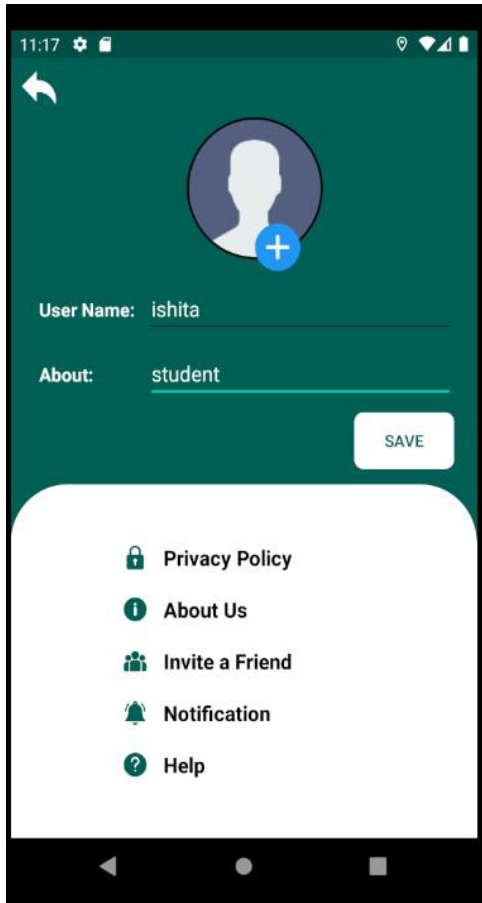 11:17
User Name: ishita
About: student
SAVE
Privacy Policy
About Us
Invite a Friend
Notification
Help